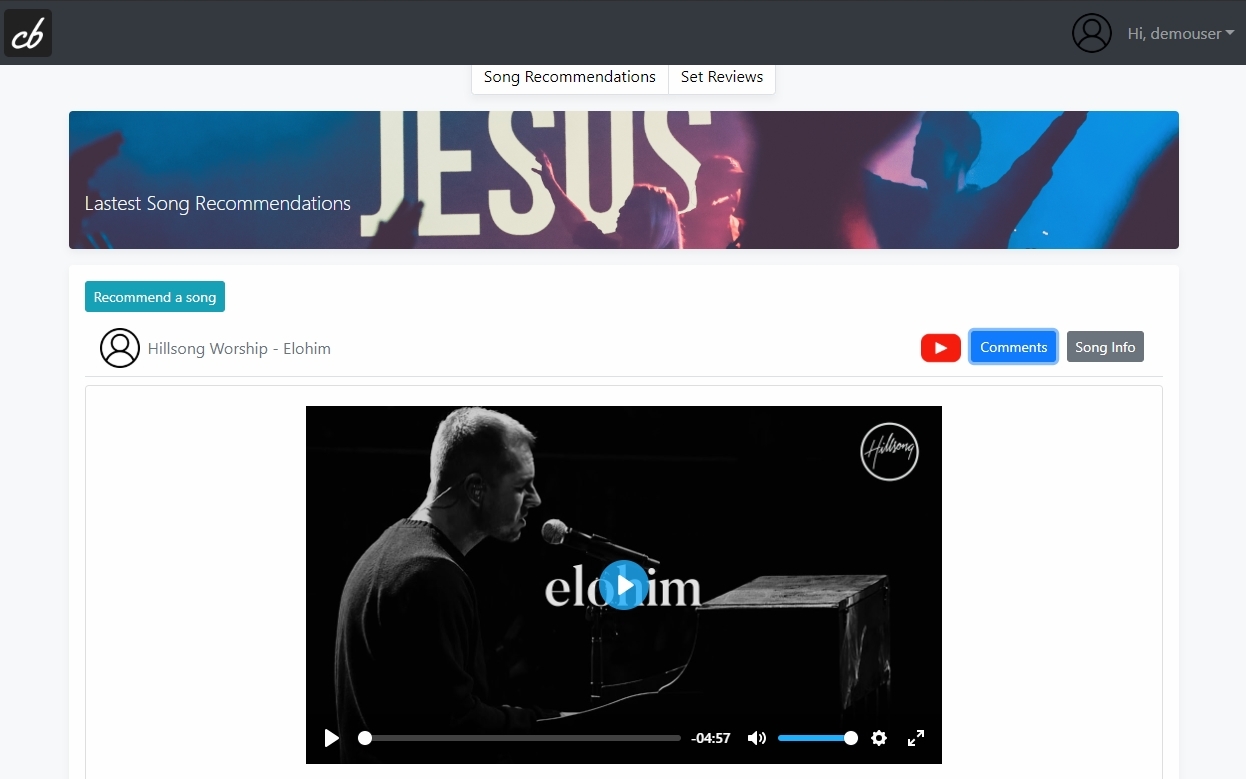 cb
Hi, demouser
Song Recommendations
Set Reviews
JESUS
Lastest Song Recommendations
Recommend a song
Hillsong Worship - Elohim
Comments
Song Info
Hillsong
elohim
-04:57